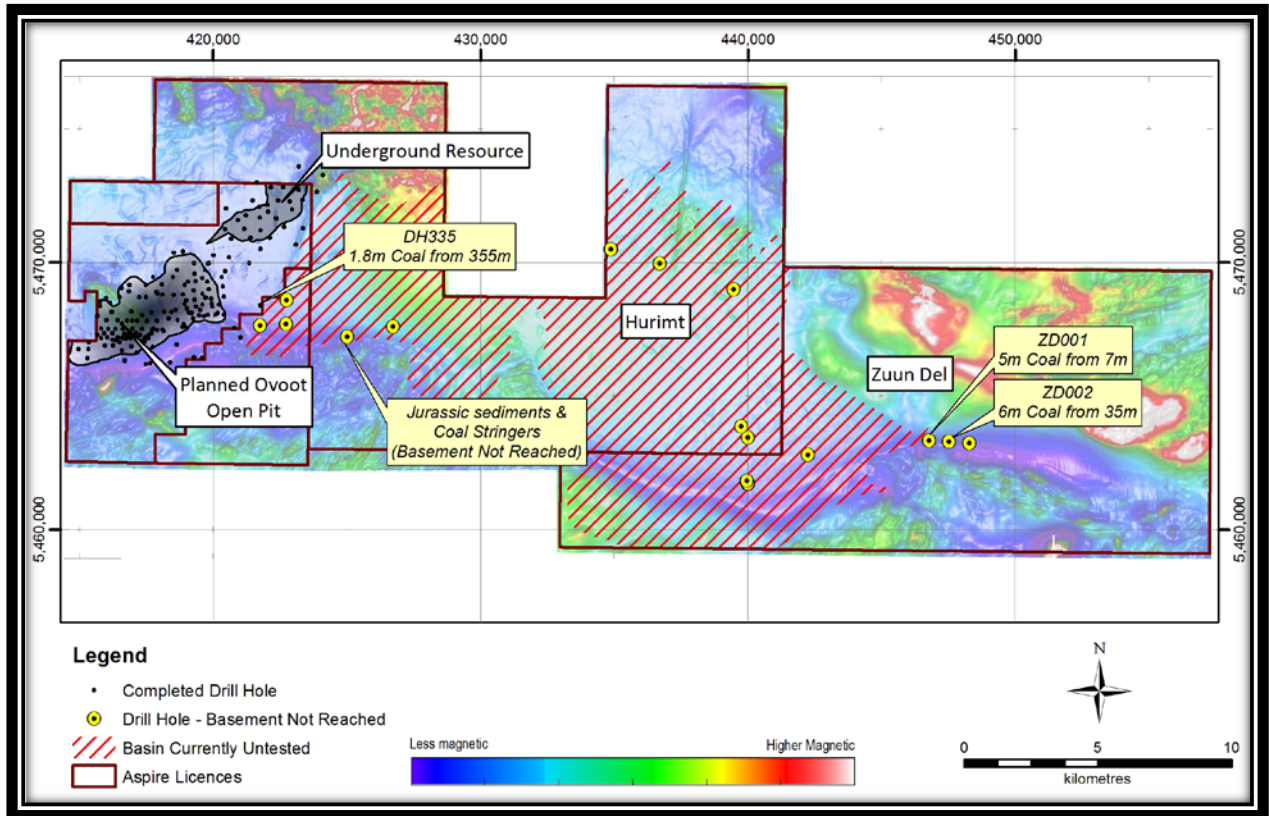 420,000
430,000
440,000
450,000
5,470,000
5,470,000
Underground Resource
DH335
1.8m Coal from 355m
Hurimt
ZD001
5m Coal from 7m
Zuun Del
ZD002
6m Coal from 35m
Planned Ovoot
Open Pit
Jurassic sediments &
Coal Stringers
(Basement Not Reached)
5,460,000
5,460,000
Legend
Completed Drill Hole
Drill Hole - Basement Not Reached
Basin Currently Untested
Aspire Licences
Less magnetic
Higher Magnetic
N
0
5
10
kilometres